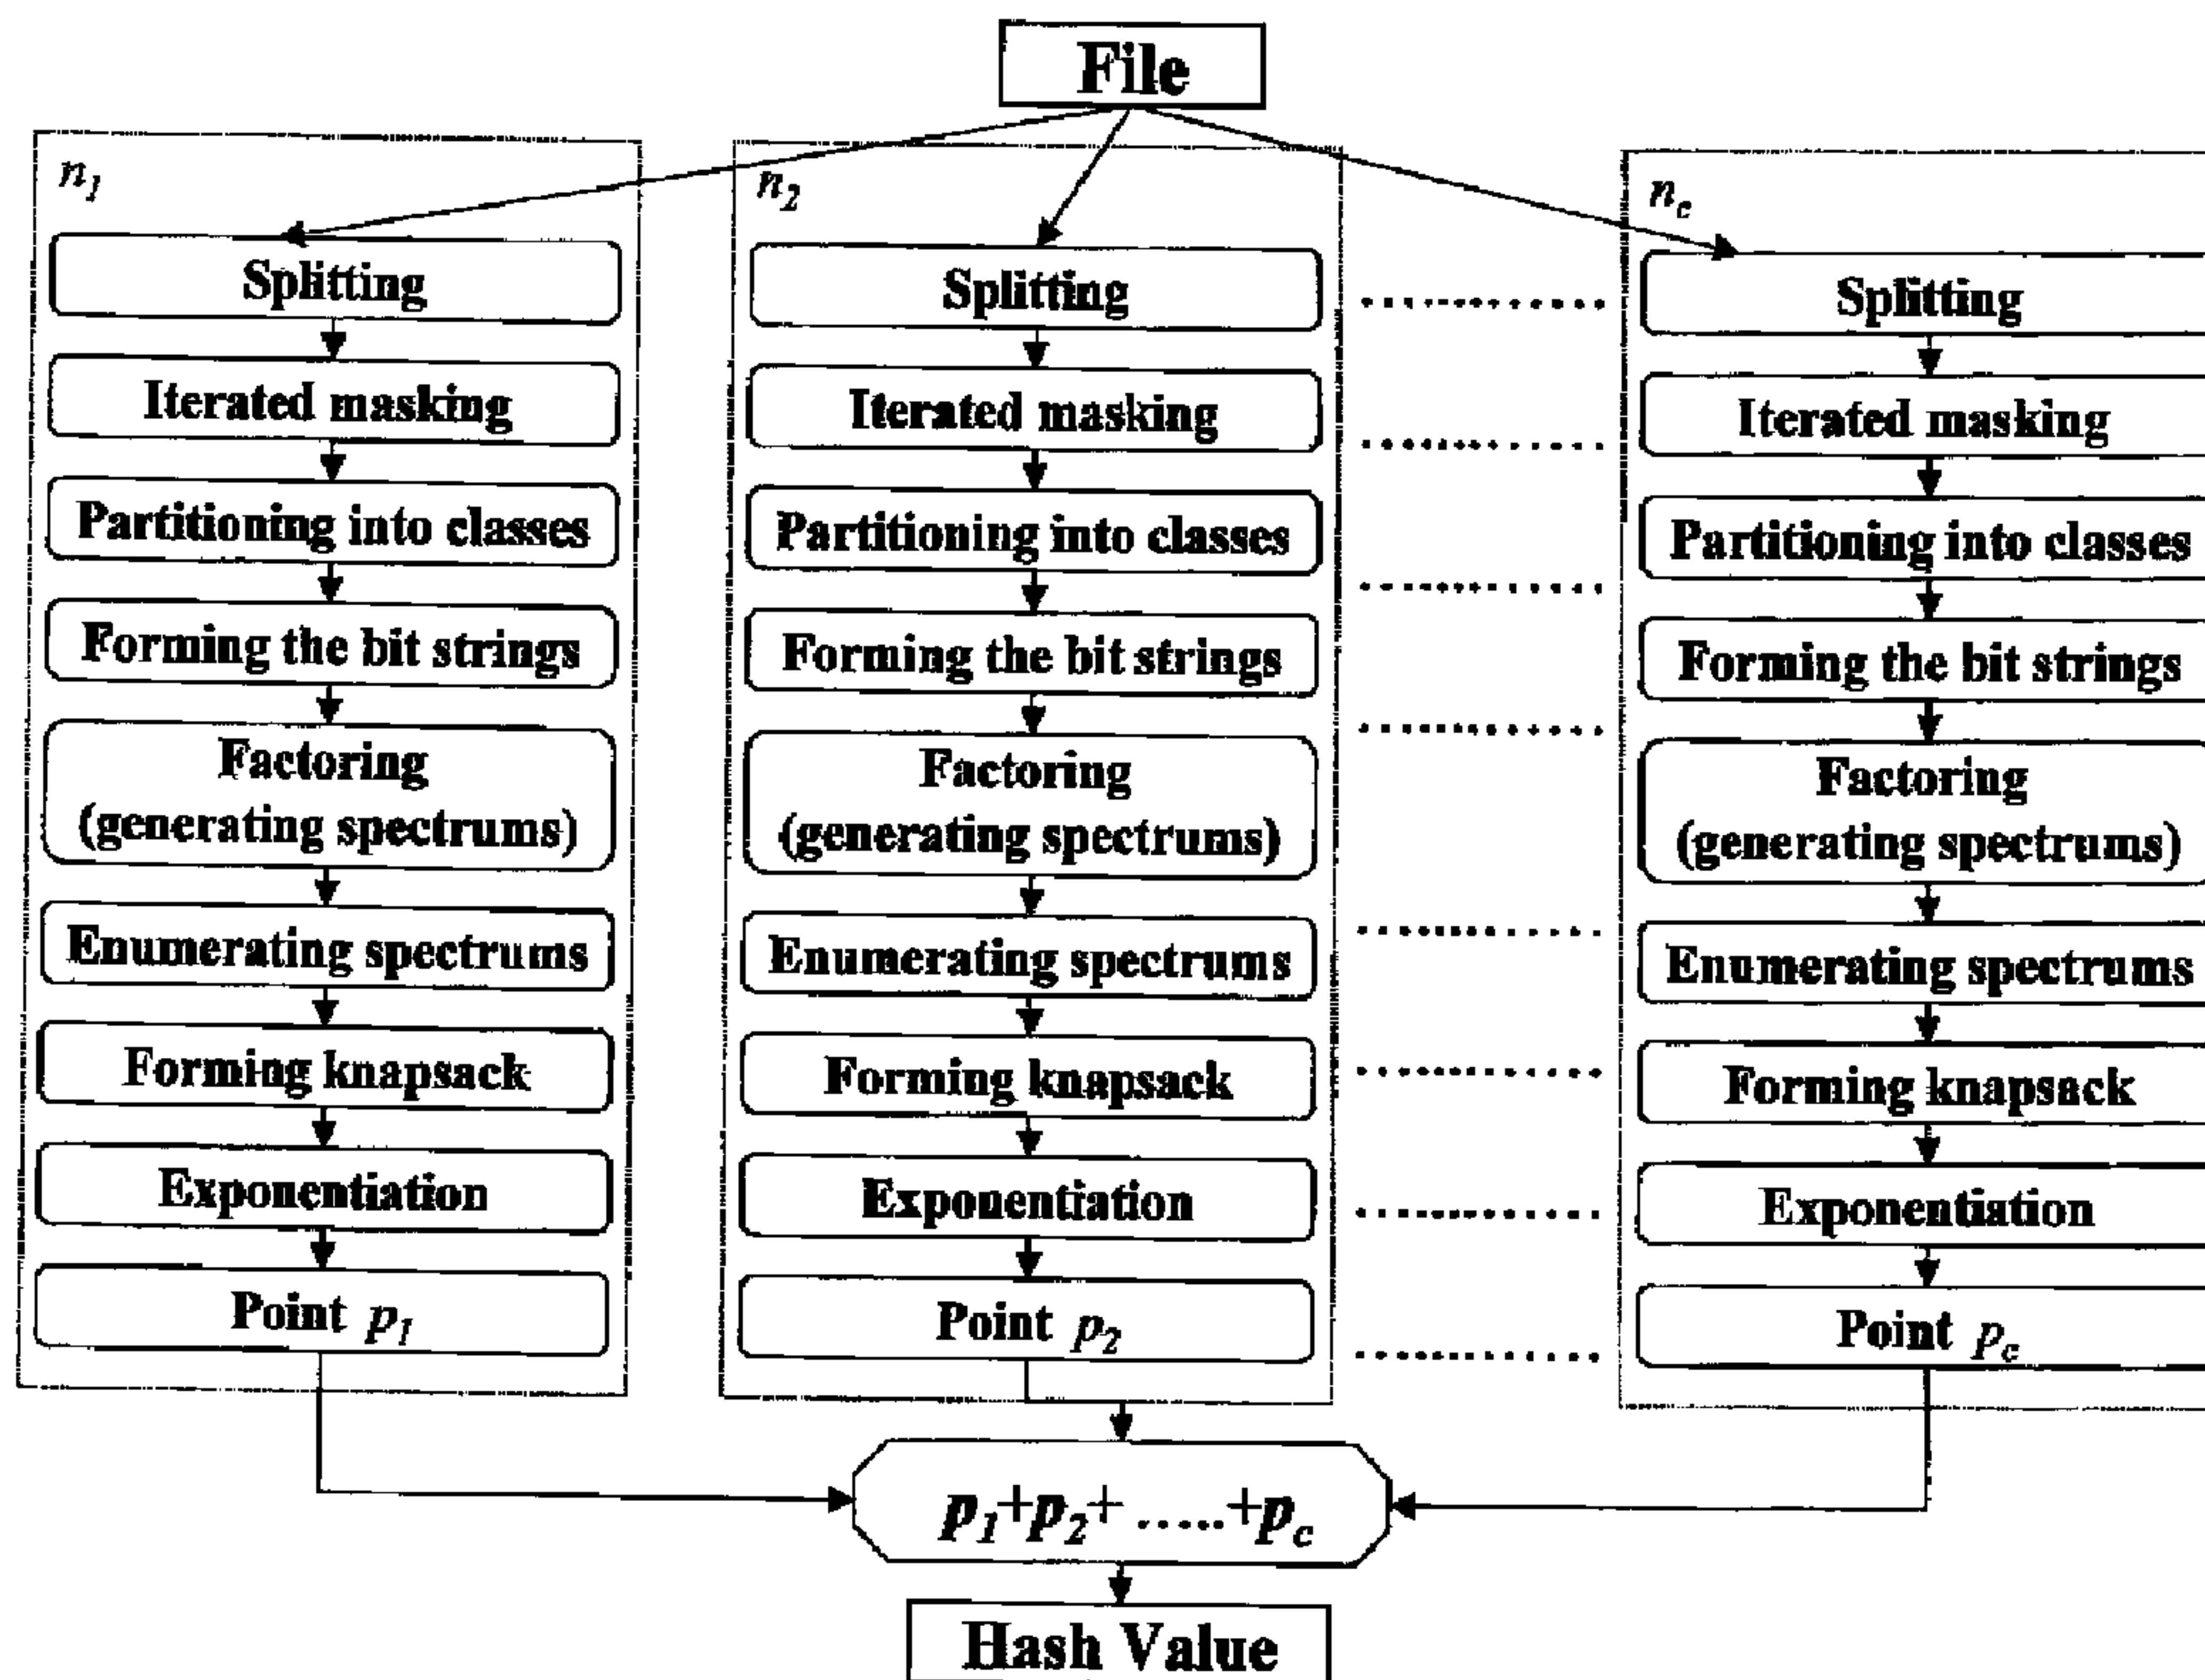 File
n1
Splitting
Iterated masking
Partitioning into classes
Forming the bit strings
Factoring
(generating spectrums)
Enumerating spectrums
Forming knapsack
Exponentiation
Point p1
n2
Splitting
Iterated masking
Partitioning into classes
Forming the bit strings
Factoring
(generating spectrums)
Enumerating spectrums
Forming knapsack
Exponentiation
Point p2
nc
Splitting
Iterated masking
Partitioning into classes
Forming the bit strings
Factoring
(generating spectrums)
Enumerating spectrums
Forming knapsack
Exponentiation
Point pc
p1+p2+ .....+pc
Hash Value